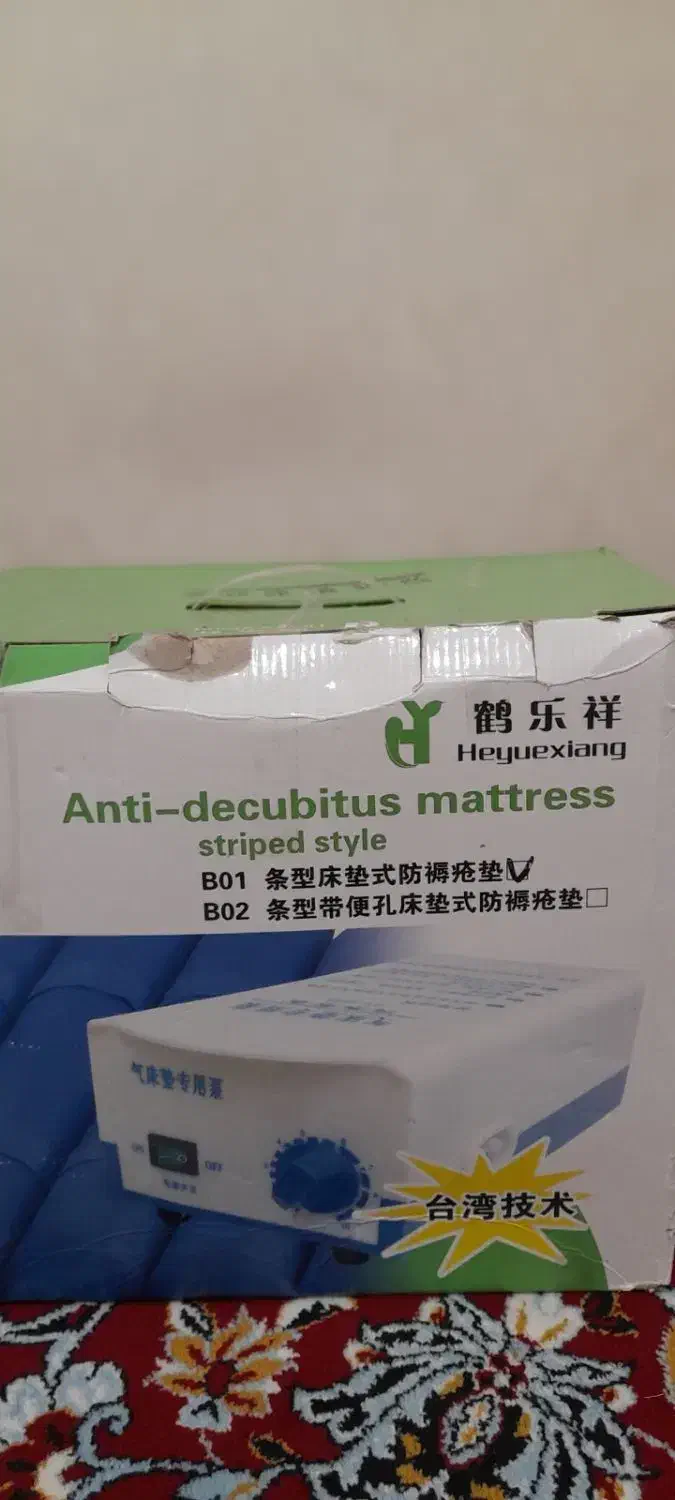 鹤乐祥
Heyuexiang
Anti-decubitus mattress
striped style
B01 条型床垫式防褥疮垫
B02 条型带便孔床垫式防褥疮垫
气床垫专用泵
ON
OFF
台湾技术